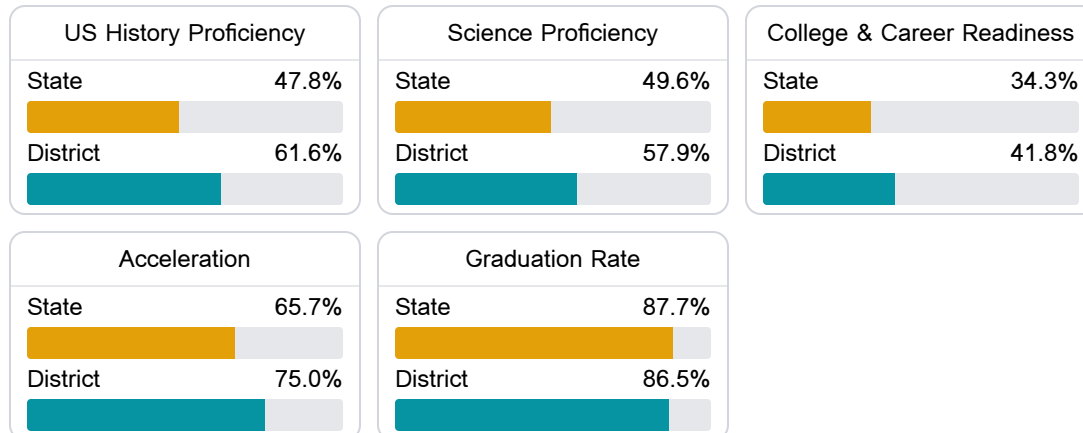 US History Proficiency
State 47.8%
District 61.6%
Science Proficiency
State 49.6%
District 57.9%
College & Career Readiness
State 34.3%
District 41.8%
Acceleration
State 65.7%
District 75.0%
Graduation Rate
State 87.7%
District 86.5%